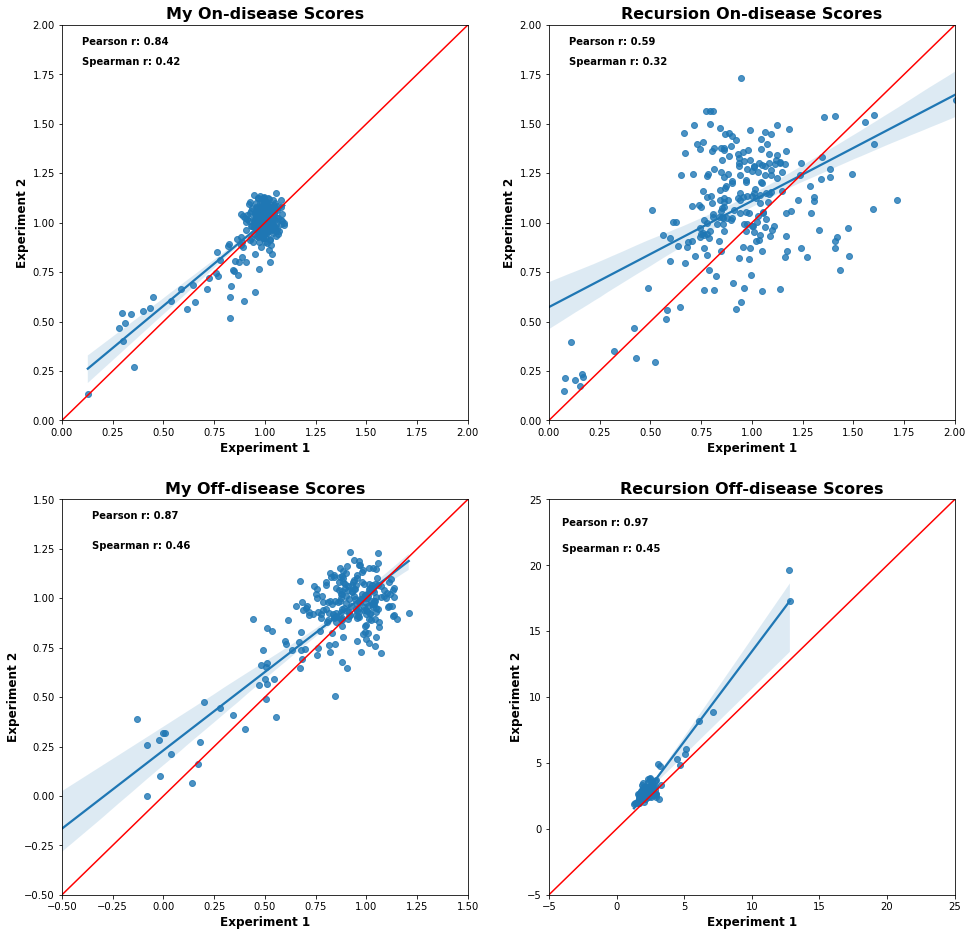 My On-disease Scores
Pearson r: 0.84
Spearman r: 0.42
Experiment 2
2.00
1.75
1.50
1.25
1.00
0.75
0.50
0.25
0.00
0.00 0.25 0.50 0.75 1.00 1.25 1.50 1.75 2.00
Experiment 1
Recursion On-disease Scores
Pearson r: 0.59
Spearman r: 0.32
Experiment 2
2.00
1.75
1.50
1.25
1.00
0.75
0.50
0.25
0.00
0.00 0.25 0.50 0.75 1.00 1.25 1.50 1.75 2.00
Experiment 1
My Off-disease Scores
Pearson r: 0.87
Spearman r: 0.46
Experiment 2
1.50
1.25
1.00
0.75
0.50
0.25
0.00
−0.25
−0.50
−0.50 −0.25 0.00 0.25 0.50 0.75 1.00 1.25 1.50
Experiment 1
Recursion Off-disease Scores
Pearson r: 0.97
Spearman r: 0.45
Experiment 2
25
20
15
10
5
0
−5
−5 0 5 10 15 20 25
Experiment 1